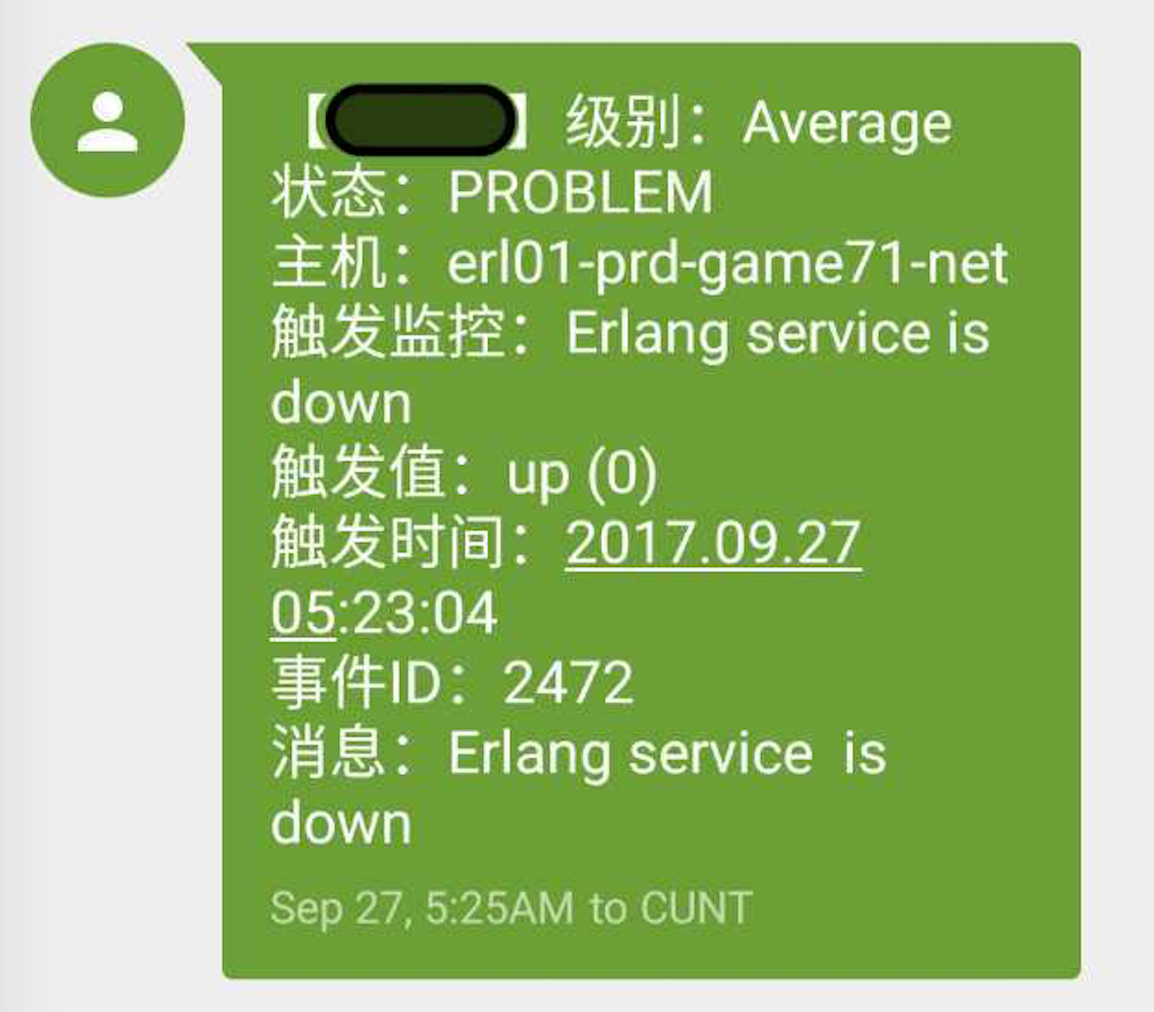 【】级别：Average
状态：PROBLEM
主机：erl01-prd-game71-net
触发监控：Erlang service is
down
触发值：up (0)
触发时间：2017.09.27
05:23:04
事件ID：2472
消息：Erlang service  is
down
Sep 27, 5:25AM to CUNT